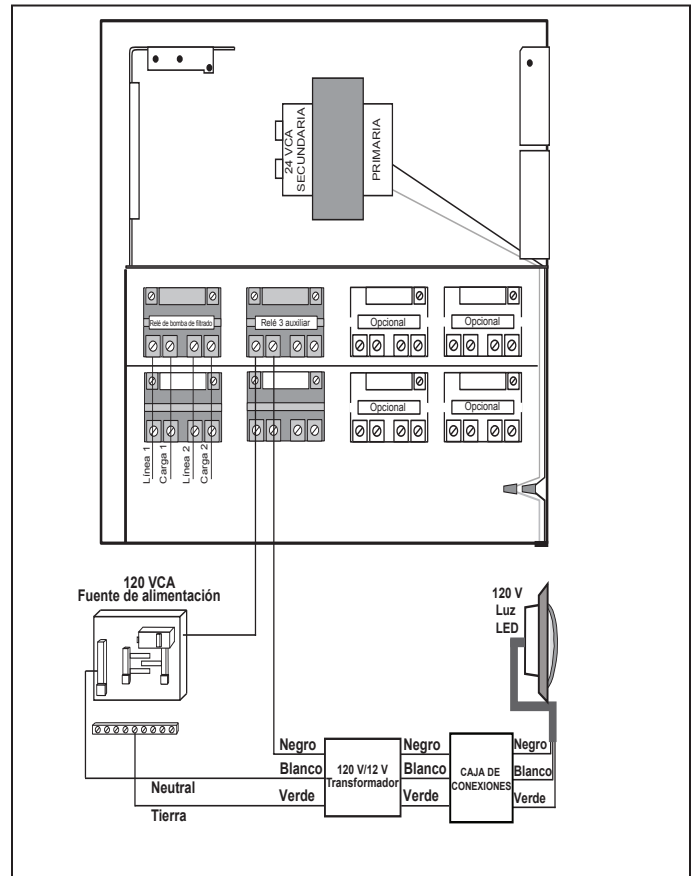 24 VCA
SECUNDARIA
PRIMARIA
Relé de bomba de filtrado
Relé 3 auxiliar
Opcional
Opcional
Opcional
Opcional
Línea 1
Carga 1
Línea 2
Carga 2
120 VCA
Fuente de alimentación
120 V
Luz
LED
Negro
Negro
Negro
Blanco
120 V/12 V
Transformador
Blanco
CAJA DE
CONEXIONES
Blanco
Neutral
Verde
Verde
Verde
Tierra